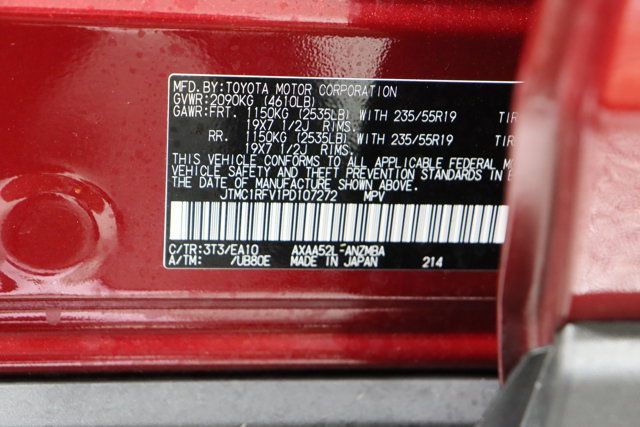 MFD.BY:TOYOTA MOTOR CORPORATION
GVWR:2090KG (4610LB)
GAWR:FRT. 1150KG (2535LB) WITH 235/55R19 TIR
19X7 1/2J RIMS.
RR. 1150KG (2535LB) WITH 235/55R19 TIR
19X7 1/2J RIMS.
THIS VEHICLE CONFORMS TO ALL APPLICABLE FEDERAL MO
VEHICLE SAFETY AND THEFT PREVENTION STANDARDS IN E
THE DATE OF MANUFACTURE SHOWN ABOVE.
JTMC1RFV1PD107272 MPV
C/TR:3T3/EA10 AXAA52L-ANZMBA
A/TM: /UB80E MADE IN JAPAN 214